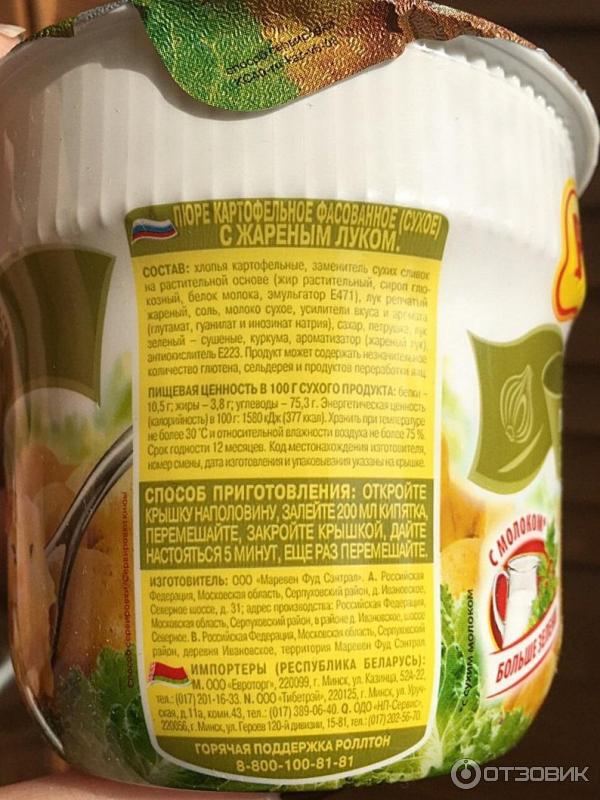 способ сервировки
ПЮРЕ КАРТОФЕЛЬНОЕ ФАСОВАННОЕ (СУХОЕ)
С ЖАРЕНЫМ ЛУКОМ.
СОСТАВ: хлопья картофельные, заменитель сухих сливок
на растительной основе (жир растительный, сироп глю-
козный, белок молока, эмульгатор Е471), лук репчатый
жареный, соль, молоко сухое, усилители вкуса и аромата
(глутамат, гуанилат и инозинат натрия), сахар, петрушка, лук
зеленый – сушеные, куркума, ароматизатор (жареный лук),
антиокислитель Е223. Продукт может содержать незначительное
количество глютена, сельдерея и продуктов переработки яиц.
ПИЩЕВАЯ ЦЕННОСТЬ В 100 Г СУХОГО ПРОДУКТА: белки –
10,5 г; жиры – 3,8 г; углеводы – 75,3 г. Энергетическая ценность
(калорийность) в 100 г: 1580 кДж (377 ккал). Хранить при температуре
не более 30 °С и относительной влажности воздуха не более 75 %.
Срок годности 12 месяцев. Код местонахождения изготовителя,
номер смены, дата изготовления и упаковывания указаны на крышке.
СПОСОБ ПРИГОТОВЛЕНИЯ: ОТКРОЙТЕ
КРЫШКУ НАПОЛОВИНУ, ЗАЛЕЙТЕ 200 МЛ КИПЯТКА,
ПЕРЕМЕШАЙТЕ, ЗАКРОЙТЕ КРЫШКОЙ, ДАЙТЕ
НАСТОЯТЬСЯ 5 МИНУТ, ЕЩЕ РАЗ ПЕРЕМЕШАЙТЕ.
ИЗГОТОВИТЕЛЬ: ООО «Маревен Фуд Сэнтрал». А. Российская
Федерация, Московская область, Серпуховский район, д. Ивановское,
Северное шоссе, д. 31; адрес производства: Российская Федерация,
Московская область, Серпуховский район, в районе д. Ивановское, шоссе
Северное. В. Российская Федерация, Московская область, Серпуховский
район, деревня Ивановское, территория Маревен Фуд Сэнтрал
ИМПОРТЕРЫ (РЕСПУБЛИКА БЕЛАРУСЬ):
М. ООО «Евроторг», 220099, г. Минск, ул. Казинца, 52А-22,
тел.: (017) 201-16-33. N. ООО «Тибетрэй», 220125, г. Минск, ул. Уруч-
ская, д.11а, комн.43, тел.: (017) 389-06-40. Q. ОДО «НП-Сервис»,
220056, г. Минск, ул. Героев 120-й дивизии, 15-81, тел.: (017) 202-56-70.
ГОРЯЧАЯ ПОДДЕРЖКА РОЛЛТОН
8-800-100-81-81
С МОЛОКОМ*
БОЛЬШЕ ЗЕЛЕНИ
*С СУХИМ МОЛОКОМ
ОТЗОВИК